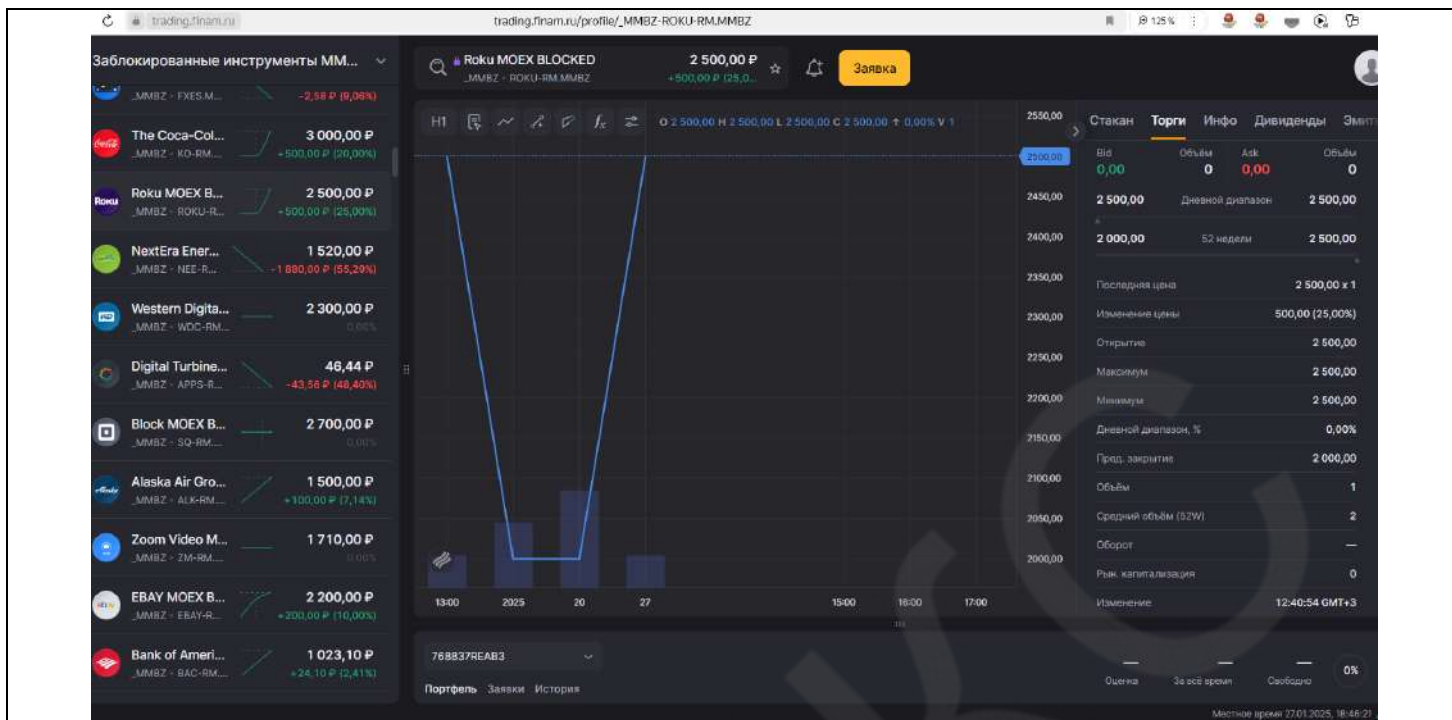 trading.finam.ru
trading.finam.ru/profile/_MMBZ-ROKU-RM.MMBZ
125 %
Заблокированные инструменты ММ...
_MMBZ - FXES.M...
-2,58 ₽ (9,06%)
The Coca-Col...
3 000,00 ₽
_MMBZ - KO-RM....
+500,00 ₽ (20,00%)
Roku MOEX B...
2 500,00 ₽
_MMBZ - ROKU-R...
+500,00 ₽ (25,00%)
NextEra Ener...
1 520,00 ₽
_MMBZ - NEE-R...
-1 880,00 ₽ (55,29%)
Western Digita...
2 300,00 ₽
_MMBZ - WDC-RM...
0,00%
Digital Turbine...
46,44 ₽
_MMBZ - APPS-R...
-43,56 ₽ (48,40%)
Block MOEX B...
2 700,00 ₽
_MMBZ - SQ-RM....
0,00%
Alaska Air Gro...
1 500,00 ₽
_MMBZ - ALK-RM....
+100,00 ₽ (7,14%)
Zoom Video M...
1 710,00 ₽
_MMBZ - ZM-RM....
0,00%
EBAY MOEX B...
2 200,00 ₽
_MMBZ - EBAY-R...
+200,00 ₽ (10,00%)
Bank of Ameri...
1 023,10 ₽
_MMBZ - BAC-RM....
+24,10 ₽ (2,41%)
Roku MOEX BLOCKED
2 500,00 ₽
_MMBZ - ROKU-RM.MMBZ
+500,00 ₽ (25,0...
Заявка
H1
fx
O 2 500,00 H 2 500,00 L 2 500,00 C 2 500,00 ↑ 0,00% V 1
2550,00
2500,00
2450,00
2400,00
2350,00
2300,00
2250,00
2200,00
2150,00
2100,00
2050,00
2000,00
13:00 2025 20 27 15:00 16:00 17:00
Стакан Торги Инфо Дивиденды Эмит
Bid Объём Ask Объём
0,00 0 0,00 0
2 500,00 Дневной диапазон 2 500,00
2 000,00 52 недели 2 500,00
Последняя цена 2 500,00 x 1
Изменение цены 500,00 (25,00%)
Открытие 2 500,00
Максимум 2 500,00
Минимум 2 500,00
Дневной диапазон, % 0,00%
Пред. закрытие 2 000,00
Объём 1
Средний объём (52W) 2
Оборот —
Рын. капитализация 0
Изменение 12:40:54 GMT+3
768837REAB3
Портфель Заявки История
— — —
Оценка За всё время Свободно
0%
Местное время 27.01.2025, 18:46:21